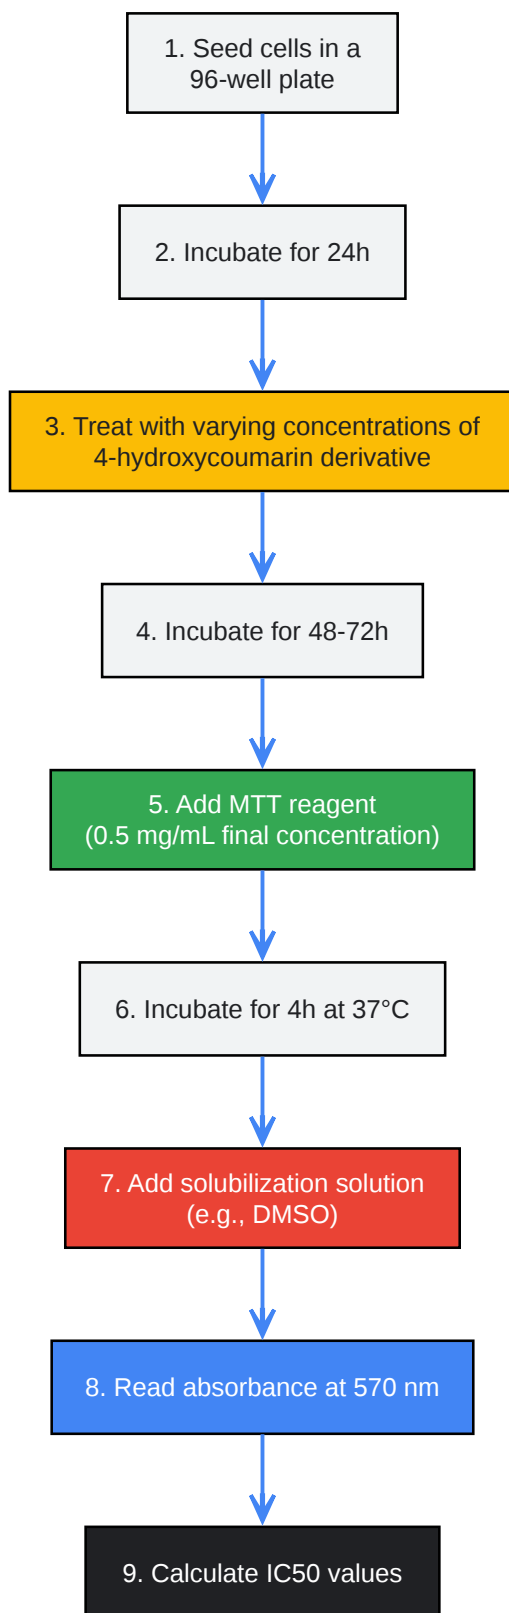 1. Seed cells in a
96-well plate
2. Incubate for 24h
3. Treat with varying concentrations of
4-hydroxycoumarin derivative
4. Incubate for 48-72h
5. Add MTT reagent
(0.5 mg/mL final concentration)
6. Incubate for 4h at 37°C
7. Add solubilization solution
(e.g., DMSO)
8. Read absorbance at 570 nm
9. Calculate IC50 values